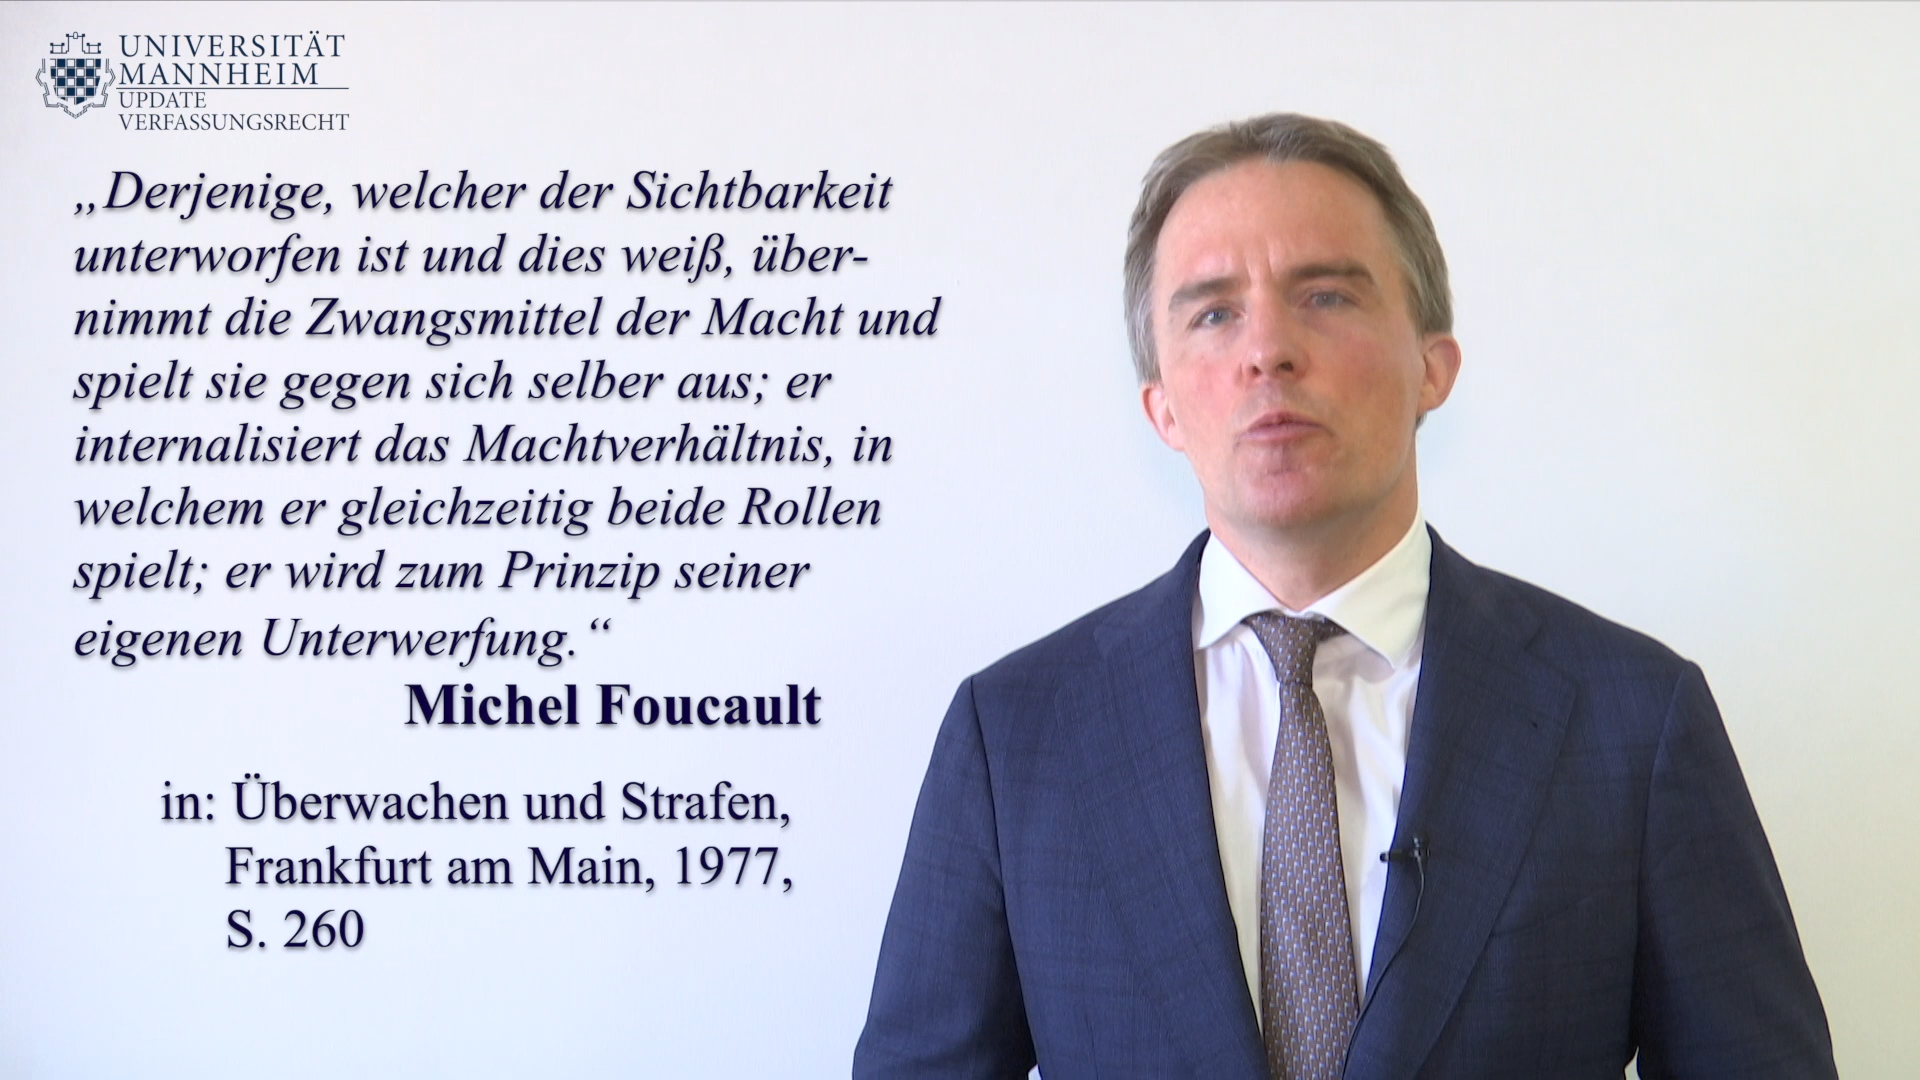 UNIVERSITÄT
MANNHEIM
UPDATE
VERFASSUNGSRECHT
„Derjenige, welcher der Sichtbarkeit
unterworfen ist und dies weiß, über-
nimmt die Zwangsmittel der Macht und
spielt sie gegen sich selber aus; er
internalisiert das Machtverhältnis, in
welchem er gleichzeitig beide Rollen
spielt; er wird zum Prinzip seiner
eigenen Unterwerfung.“
Michel Foucault
in: Überwachen und Strafen,
Frankfurt am Main, 1977,
S. 260